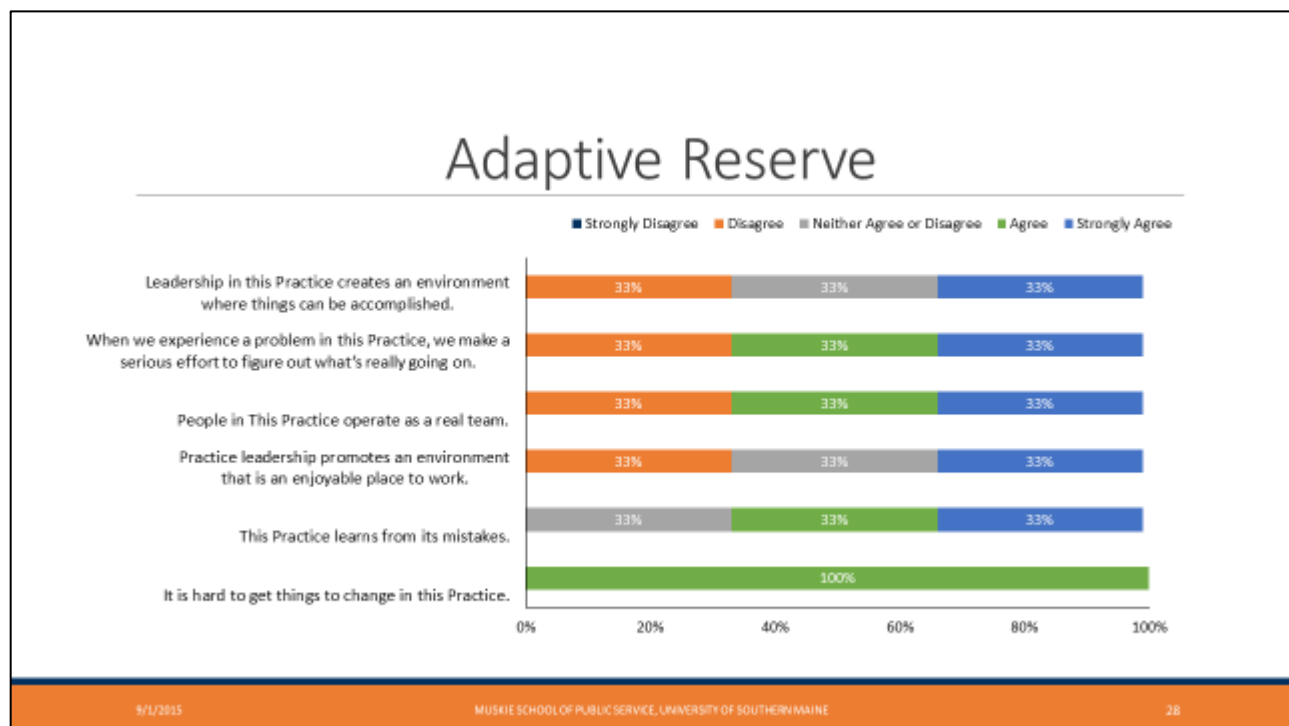 Adaptive Reserve
Strongly Disagree Disagree Neither Agree or Disagree Agree Strongly Agree
Leadership in this Practice creates an environment
where things can be accomplished.
33% 33% 33%
When we experience a problem in this Practice, we make a
serious effort to figure out what's really going on.
33% 33% 33%
People in This Practice operate as a real team.
33% 33% 33%
Practice leadership promotes an environment
that is an enjoyable place to work.
33% 33% 33%
This Practice learns from its mistakes.
33% 33% 33%
It is hard to get things to change in this Practice.
100%
0% 20% 40% 60% 80% 100%
9/1/2015 MUSKIE SCHOOL OF PUBLIC SERVICE, UNIVERSITY OF SOUTHERN MAINE 28